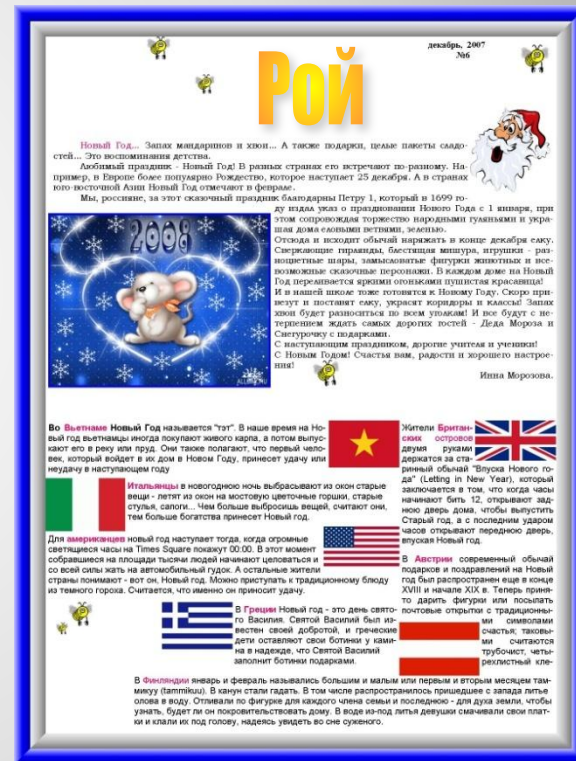 декабрь, 2007
№6
Рой
Новый Год... Запах мандаринов и хвои... А также подарки, целые пакеты сладо-
стей... Это воспоминания детства.
Любимый праздник - Новый Год! В разных странах его встречают по-разному. На-
пример, в Европе более популярно Рождество, которое наступает 25 декабря. А в странах
юго-восточной Азии Новый Год отмечают в феврале.
Мы, россияне, за этот сказочный праздник благодарны Петру 1, который в 1699 го-
ду издал указ о праздновании Нового Года с 1 января, при
этом сопровождая торжество народными гуляньями и укра-
шая дома еловыми ветвями, зеленью.
Отсюда и исходит обычай наряжать в конце декабря елку.
Сверкающие гирлянды, блестящая мишура, игрушки - раз-
ноцветные шары, замысловатые фигурки животных и все-
возможные сказочные персонажи. В каждом доме на Новый
Год переливается яркими огоньками пушистая красавица!
И в нашей школе тоже готовятся к Новому Году. Скоро при-
везут и поставят елку, украсят коридоры и классы! Запах
хвои будет разноситься по всем уголкам! И все будут с не-
терпением ждать самых дорогих гостей - Деда Мороза и
Снегурочку с подарками.
С наступающим праздником, дорогие учителя и ученики!
С Новым Годом! Счастья вам, радости и хорошего настрое-
ния!
Инна Морозова.
2008
Во Вьетнаме Новый Год называется "тэт". В наше время на Но-
вый год вьетнамцы иногда покупают живого карпа, а потом выпус-
кают его в реку или пруд. Они также полагают, что первый чело-
век, который войдет в их дом в Новом Году, принесет удачу или
неудачу в наступающем году
Итальянцы в новогоднюю ночь выбрасывают из окон старые
вещи - летят из окон на мостовую цветочные горшки, старые
стулья, сапоги... Чем больше выбросишь вещей, считают они,
тем больше богатства принесет Новый год.
Для американцев новый год наступает тогда, когда огромные
светящиеся часы на Times Square покажут 00:00. В этот момент
собравшиеся на площади тысячи людей начинают целоваться и
со всей силы жать на автомобильный гудок. А остальные жители
страны понимают - вот он, Новый год. Можно приступать к традиционному блюду
из темного гороха. Считается, что именно он приносит удачу.
Жители Британ-
ских островов
двумя руками
держатся за ста-
ринный обычай "Впуска Нового го-
да" (Letting in New Year), который
заключается в том, что когда часы
начинают бить 12, открывают зад-
нюю дверь дома, чтобы выпустить
Старый год, а с последним ударом
часов открывают переднюю дверь,
впуская Новый год.
В Австрии современный обычай
подарков и поздравлений на Новый
год был распространен еще в конце
XVIII и начале XIX в. Теперь приня-
то дарить фигурки или посылать
почтовые открытки с традиционны-
ми символами
счастья; таковы-
ми считаются
трубочист, четы-
рехлистный кле-
В Греции Новый год - это день свято-
го Василия. Святой Василий был из-
вестен своей добротой, и греческие
дети оставляют свои ботинки у ками-
на в надежде, что Святой Василий
заполнит ботинки подарками.
В Финляндии январь и февраль назывались большим и малым или первым и вторым месяцем там-
микуу (tammikuu). В канун стали гадать. В том числе распространилось пришедшее с запада литье
олова в воду. Отливали по фигурке для каждого члена семьи и последнюю - для духа земли, чтобы
узнать, будет ли он покровительствовать дому. В воде из-под литья девушки смачивали свои плат-
ки и клали их под голову, надеясь увидеть во сне суженого.